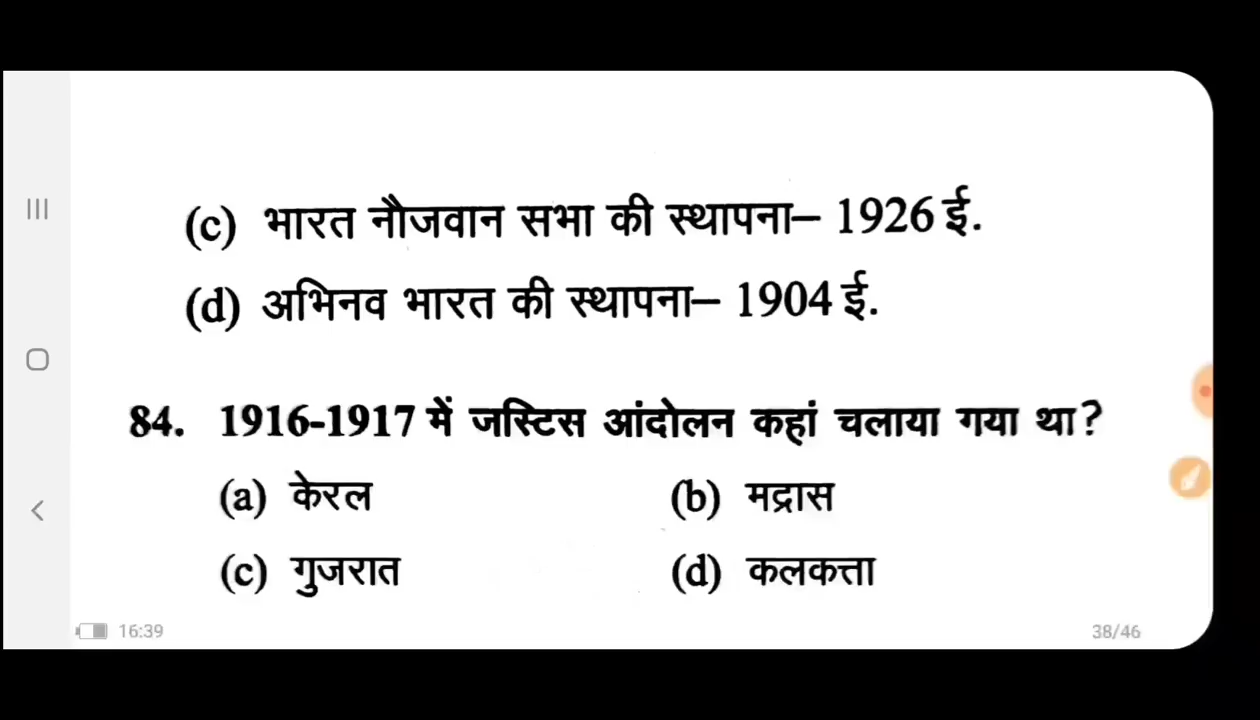 (c) भारत नौजवान सभा की स्थापना– 1926 ई.
(d) अभिनव भारत की स्थापना– 1904 ई.
84. 1916-1917 में जस्टिस आंदोलन कहां चलाया गया था?
(a) केरल (b) मद्रास
(c) गुजरात (d) कलकत्ता
16:39 38/46